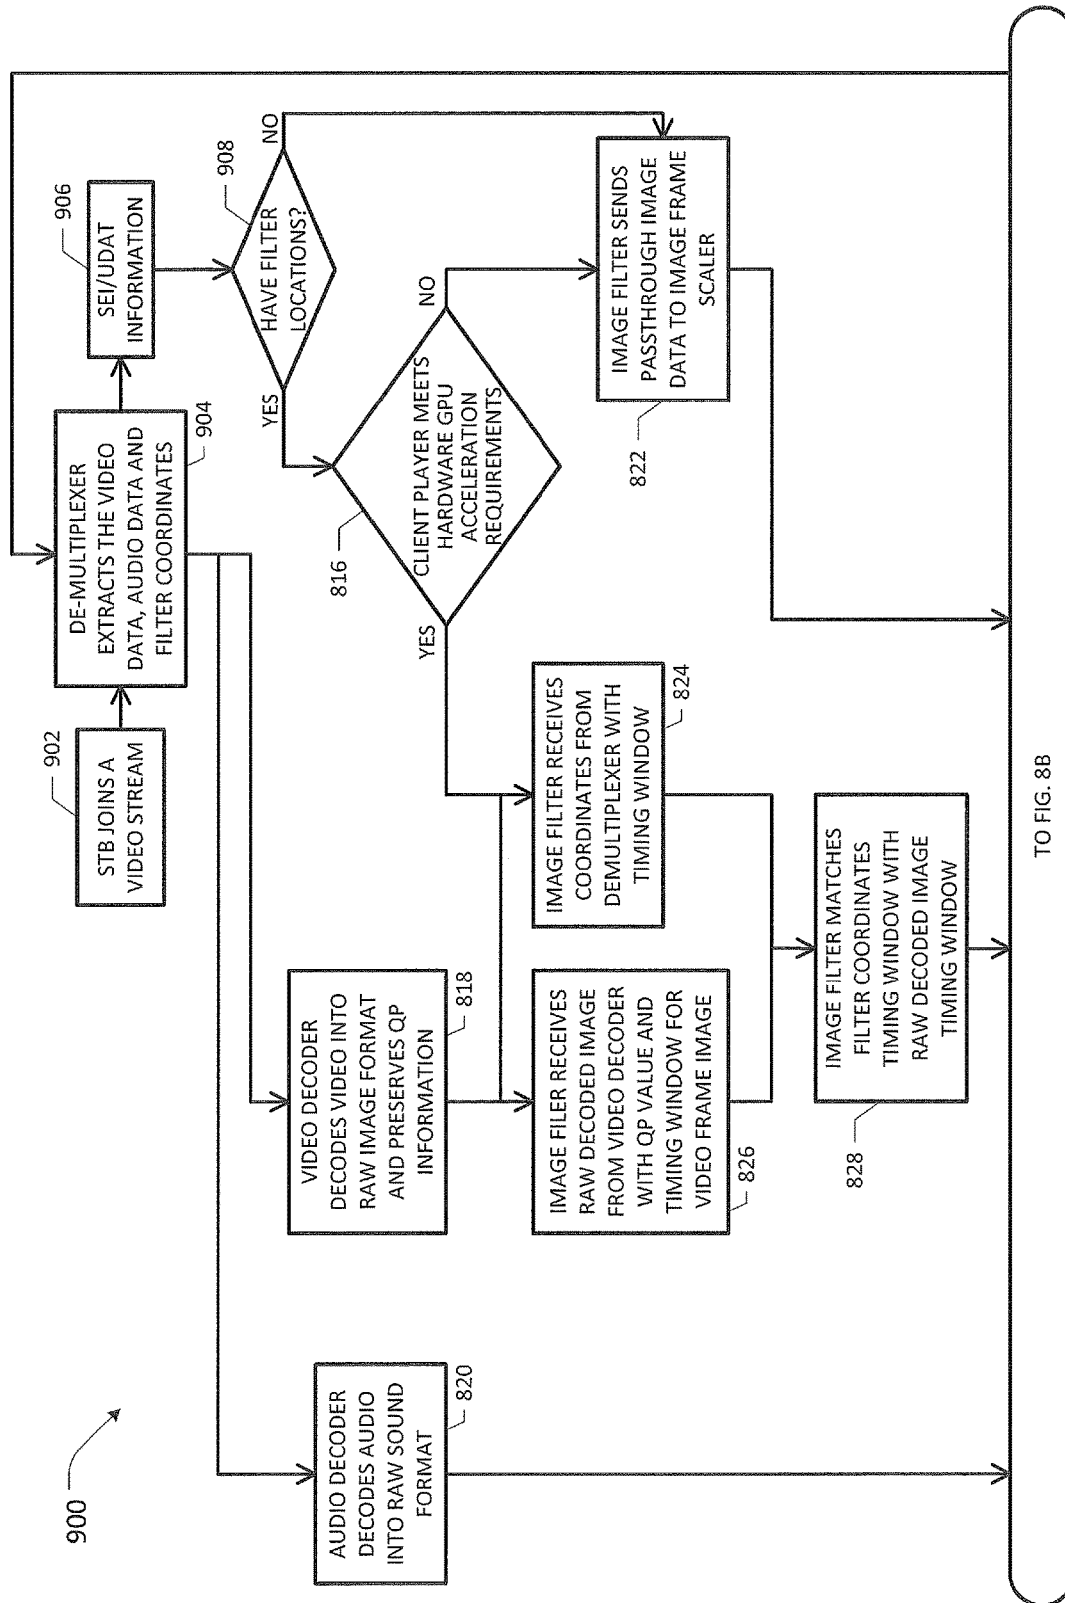 900
902
STB JOINS A
VIDEO STREAM
DE-MULTIPLEXER
EXTRACTS THE VIDEO
DATA, AUDIO DATA AND
FILTER COORDINATES
904
906
SEI/UDAT
INFORMATION
908
HAVE FILTER
LOCATIONS?
YES
NO
816
CLIENT PLAYER MEETS
HARDWARE GPU
ACCELERATION
REQUIREMENTS
YES
NO
AUDIO DECODER
DECODES AUDIO
INTO RAW SOUND
FORMAT
820
VIDEO DECODER
DECODES VIDEO INTO
RAW IMAGE FORMAT
AND PRESERVES QP
INFORMATION
818
IMAGE FILER RECEIVES
RAW DECODED IMAGE
FROM VIDEO DECODER
WITH QP VALUE AND
TIMING WINDOW FOR
VIDEO FRAME IMAGE
826
IMAGE FILTER RECEIVES
COORDINATES FROM
DEMULTIPLEXER WITH
TIMING WINDOW
824
IMAGE FILTER SENDS
PASSTHROUGH IMAGE
DATA TO IMAGE FRAME
SCALER
822
IMAGE FILTER MATCHES
FILTER COORDINATES
TIMING WINDOW WITH
RAW DECODED IMAGE
TIMING WINDOW
828
TO FIG. 8B